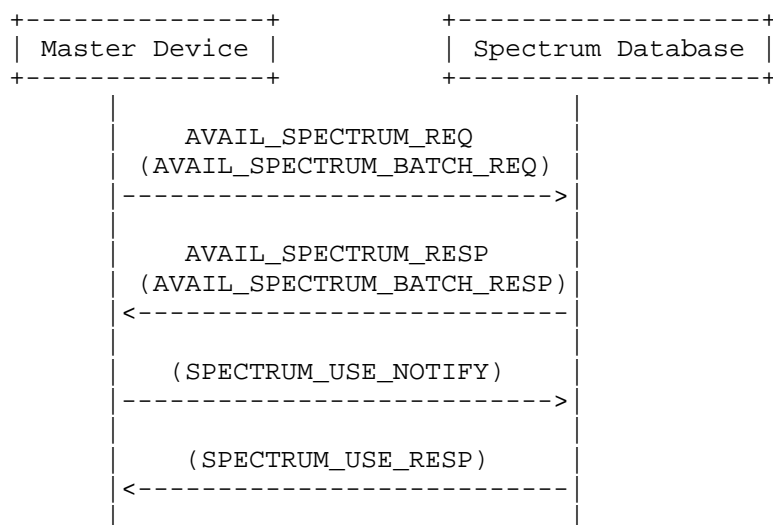 Master Device Spectrum Database
AVAIL_SPECTRUM_REQ
(AVAIL_SPECTRUM_BATCH_REQ)
AVAIL_SPECTRUM_RESP
(AVAIL_SPECTRUM_BATCH_RESP)
(SPECTRUM_USE_NOTIFY)
(SPECTRUM_USE_RESP)